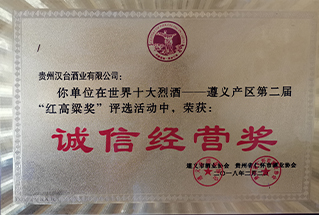 贵州汉台酒业有限公司：
你单位在世界十大烈酒——遵义产区第二届
“红高粱奖”评选活动中，荣获：
诚信经营奖
遵义市酒业协会 贵州省仁怀市酒业协会
二〇一八年二月